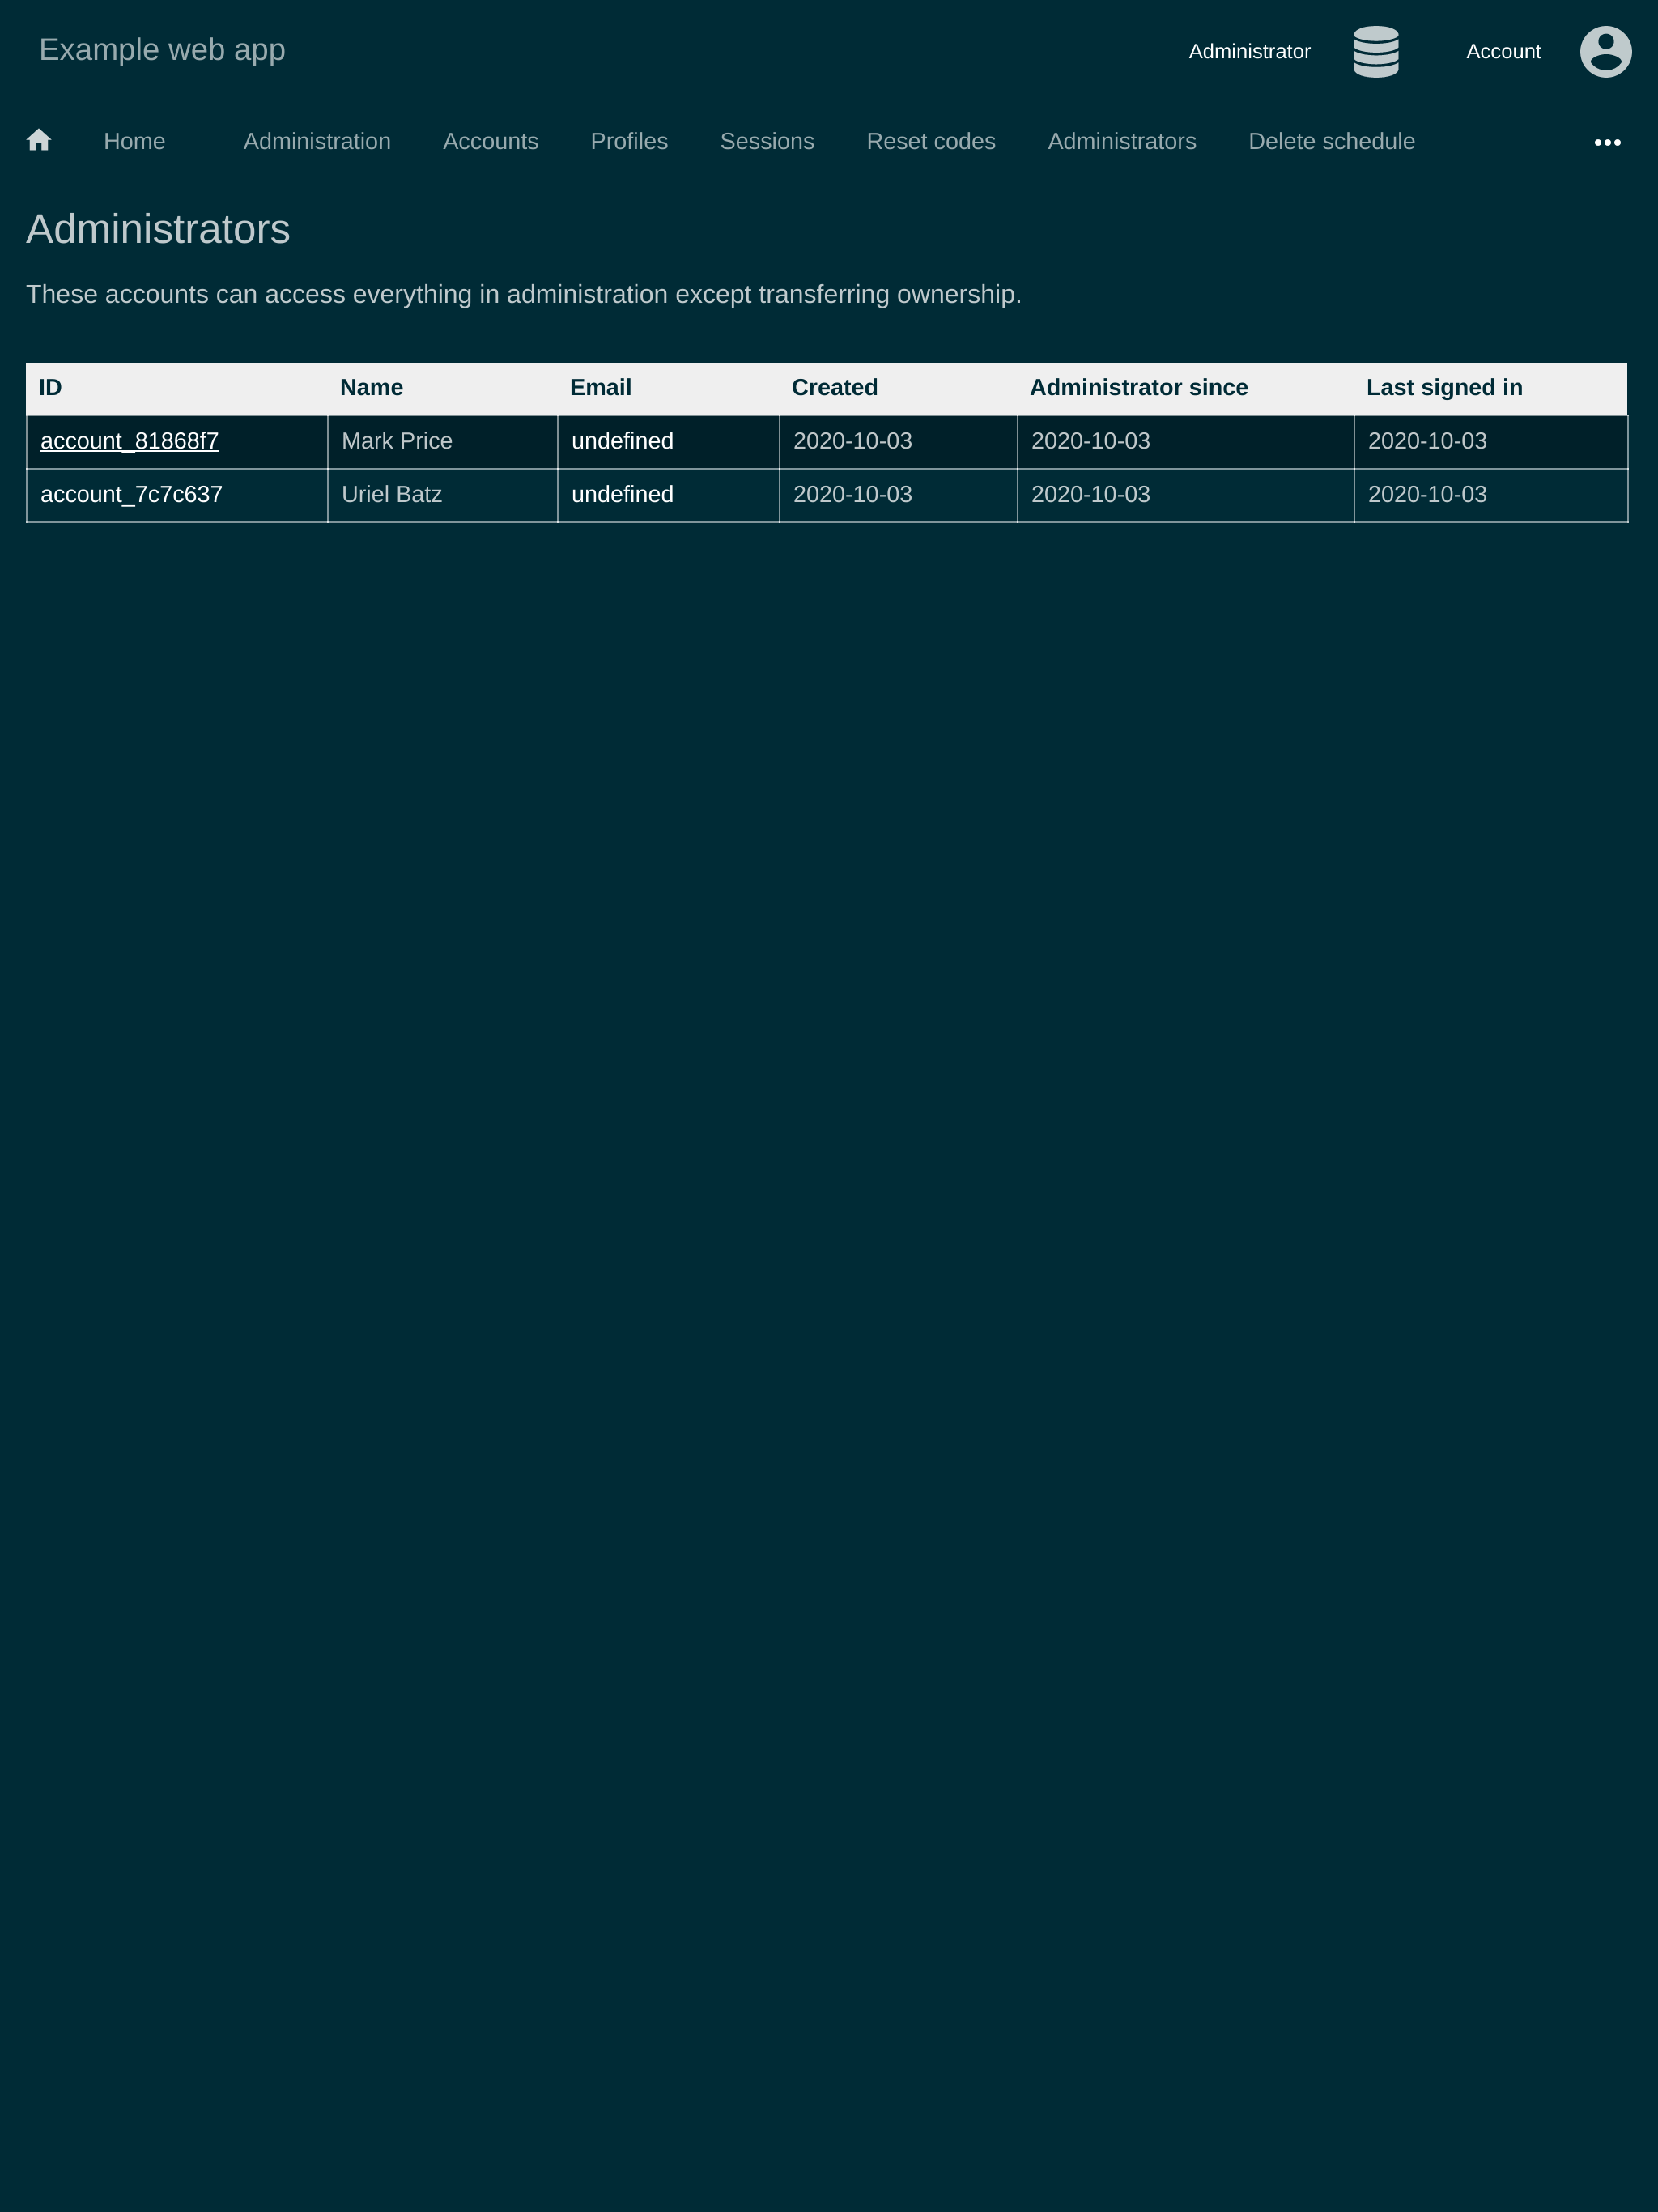 Example web app
Administrator Account
Home Administration Accounts Profiles Sessions Reset codes Administrators Delete schedule
Administrators
These accounts can access everything in administration except transferring ownership.
ID Name Email Created Administrator since Last signed in
account_81868f7 Mark Price undefined 2020-10-03 2020-10-03 2020-10-03
account_7c7c637 Uriel Batz undefined 2020-10-03 2020-10-03 2020-10-03